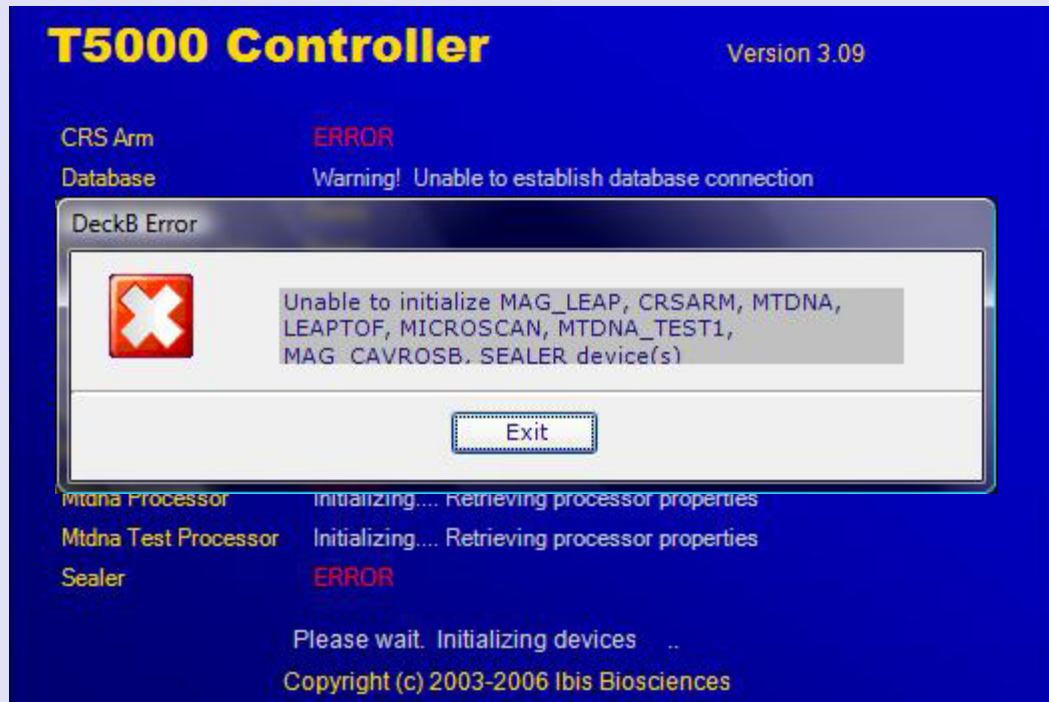 T5000 Controller
Version 3.09
CRS Arm ERROR
Database Warning! Unable to establish database connection
DeckB Error
Unable to initialize MAG_LEAP, CRSARM, MTDNA,
LEAPTOF, MICROSCAN, MTDNA_TEST1,
MAG_CAVROSB, SEALER device(s)
Exit
Mtdna Processor Initializing.... Retrieving processor properties
Mtdna Test Processor Initializing.... Retrieving processor properties
Sealer ERROR
Please wait. Initializing devices ..
Copyright (c) 2003-2006 Ibis Biosciences